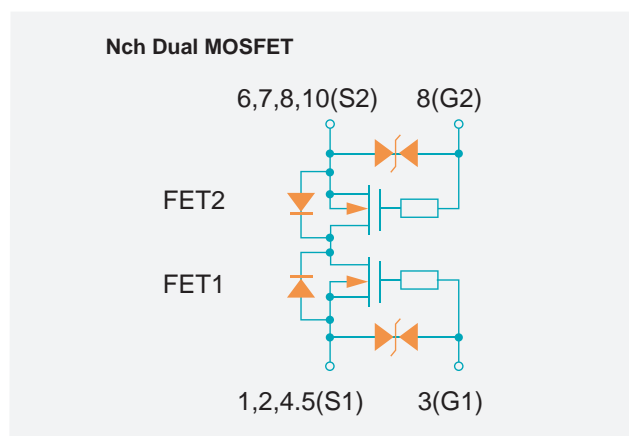 Nch Dual MOSFET
6,7,8,10(S2) 8(G2)
FET2
FET1
1,2,4.5(S1) 3(G1)